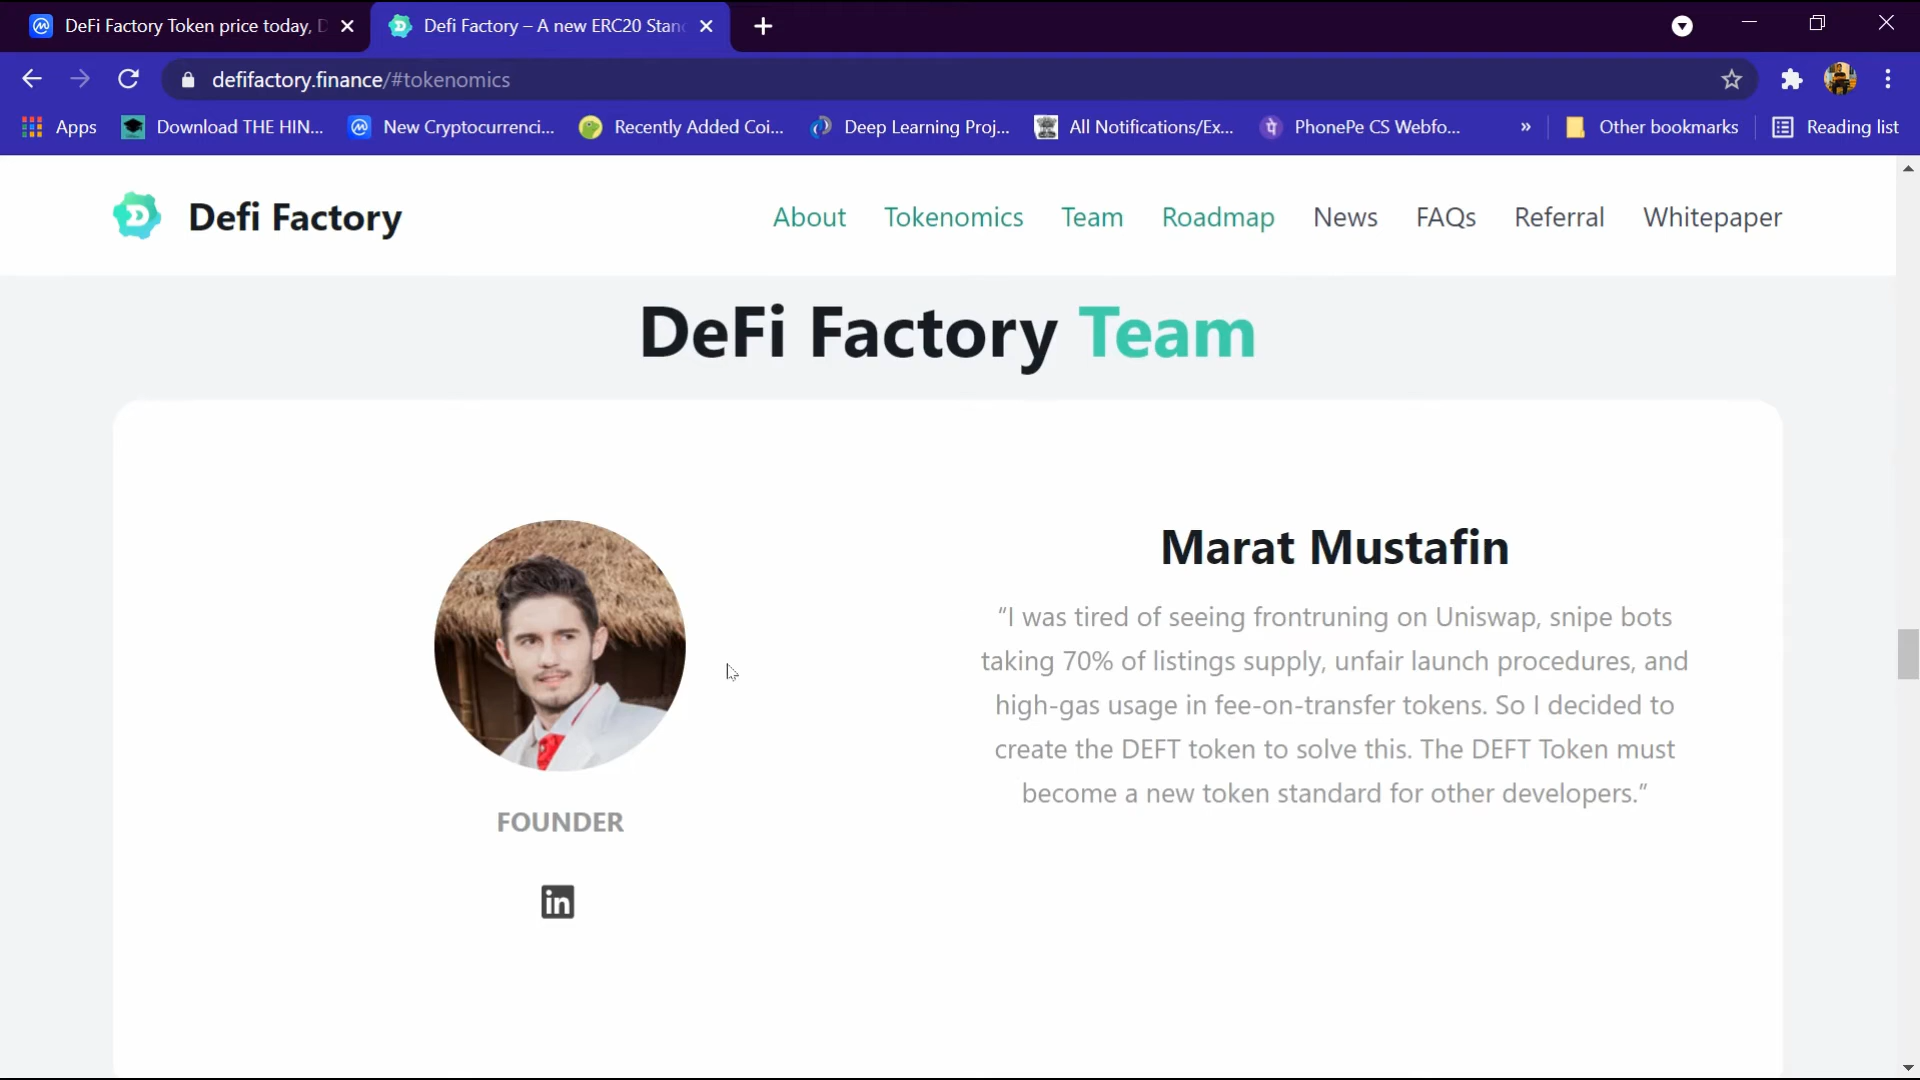 DeFi Factory Token price today, D
Defi Factory – A new ERC20 Stan
defifactory.finance/#tokenomics
Apps
Download THE HIN...
New Cryptocurrenci...
Recently Added Coi...
Deep Learning Proj...
All Notifications/Ex...
PhonePe CS Webfo...
»
Other bookmarks
Reading list
Defi Factory
About
Tokenomics
Team
Roadmap
News
FAQs
Referral
Whitepaper
DeFi Factory Team
Marat Mustafin
“I was tired of seeing frontruning on Uniswap, snipe bots
taking 70% of listings supply, unfair launch procedures, and
high-gas usage in fee-on-transfer tokens. So I decided to
create the DEFT token to solve this. The DEFT Token must
become a new token standard for other developers.”
FOUNDER
in